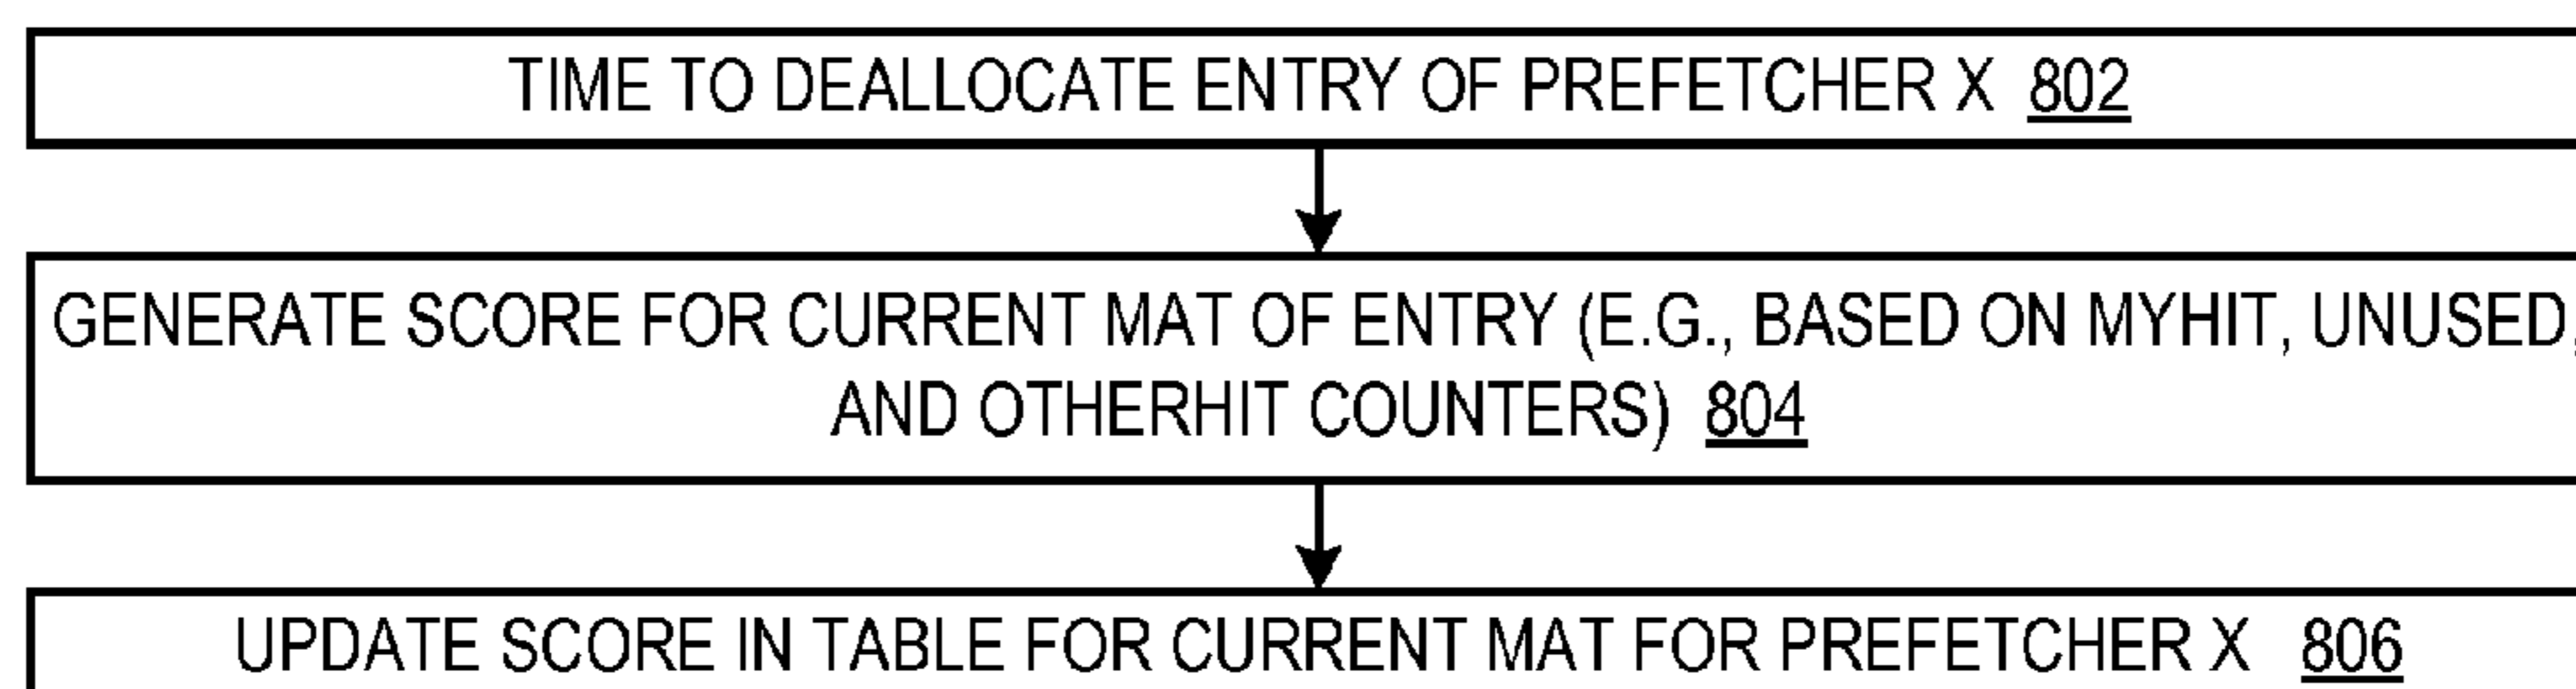 TIME TO DEALLOCATE ENTRY OF PREFETCHER X 802
GENERATE SCORE FOR CURRENT MAT OF ENTRY (E.G., BASED ON MYHIT, UNUSED,
AND OTHERHIT COUNTERS) 804
UPDATE SCORE IN TABLE FOR CURRENT MAT FOR PREFETCHER X 806